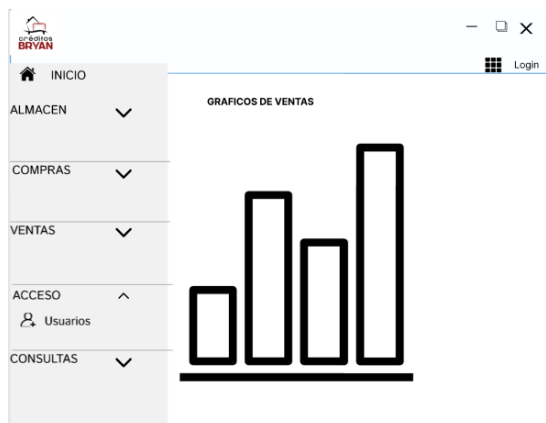 créditos
BRYAN
INICIO
Login
ALMACEN
GRAFICOS DE VENTAS
COMPRAS
VENTAS
ACCESO
Usuarios
CONSULTAS